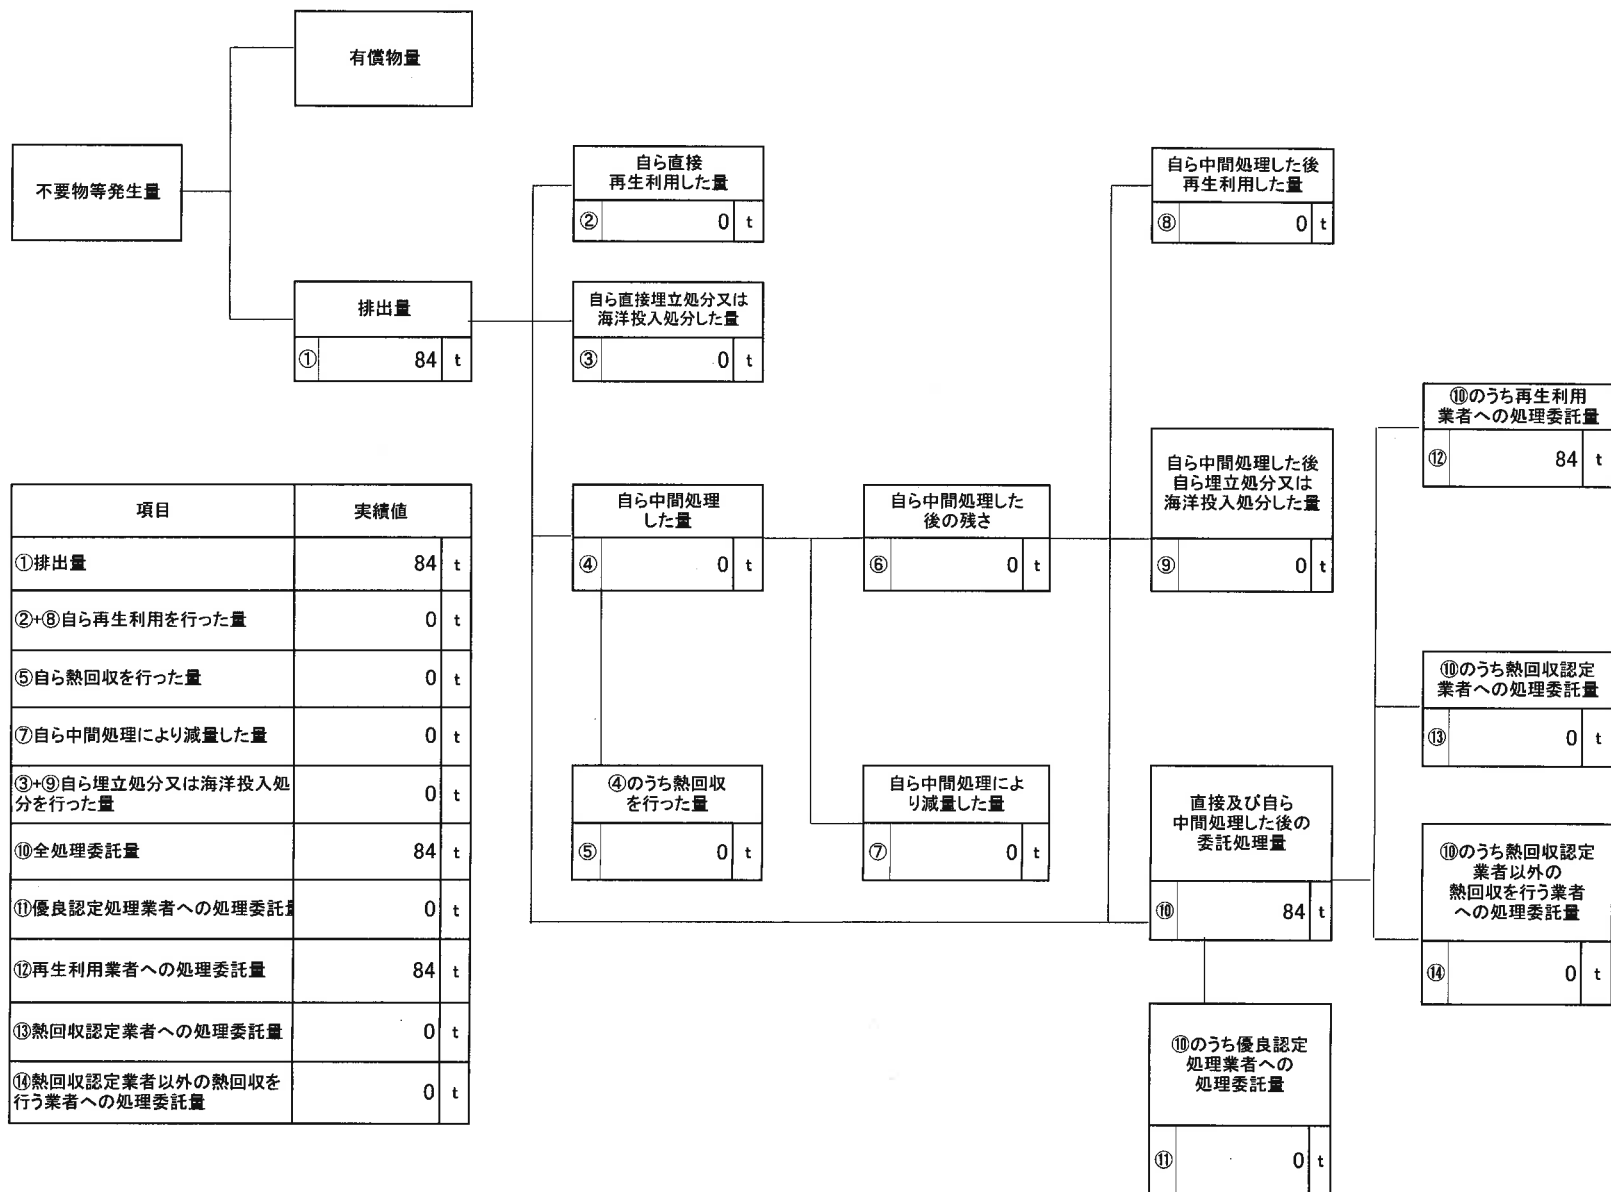 有償物量
不要物等発生量
排出量
① 84 t
自ら直接
再生利用した量
② 0 t
自ら直接埋立処分又は
海洋投入処分した量
③ 0 t
自ら中間処理
した量
④ 0 t
④のうち熱回収
を行った量
⑤ 0 t
自ら中間処理した
後の残さ
⑥ 0 t
自ら中間処理によ
り減量した量
⑦ 0 t
自ら中間処理した後
再生利用した量
⑧ 0 t
自ら中間処理した後
自ら埋立処分又は
海洋投入処分した量
⑨ 0 t
直接及び自ら
中間処理した後の
委託処理量
⑩ 84 t
⑩のうち優良認定
処理業者への
処理委託量
⑪ 0 t
⑩のうち再生利用
業者への処理委託量
⑫ 84 t
⑩のうち熱回収認定
業者への処理委託量
⑬ 0 t
⑩のうち熱回収認定
業者以外の
熱回収を行う業者
への処理委託量
⑭ 0 t
項目 実績値
①排出量 84 t
②+⑧自ら再生利用を行った量 0 t
⑤自ら熱回収を行った量 0 t
⑦自ら中間処理により減量した量 0 t
③+⑨自ら埋立処分又は海洋投入処
分を行った量 0 t
⑩全処理委託量 84 t
⑪優良認定処理業者への処理委託量 0 t
⑫再生利用業者への処理委託量 84 t
⑬熱回収認定業者への処理委託量 0 t
⑭熱回収認定業者以外の熱回収を
行う業者への処理委託量 0 t